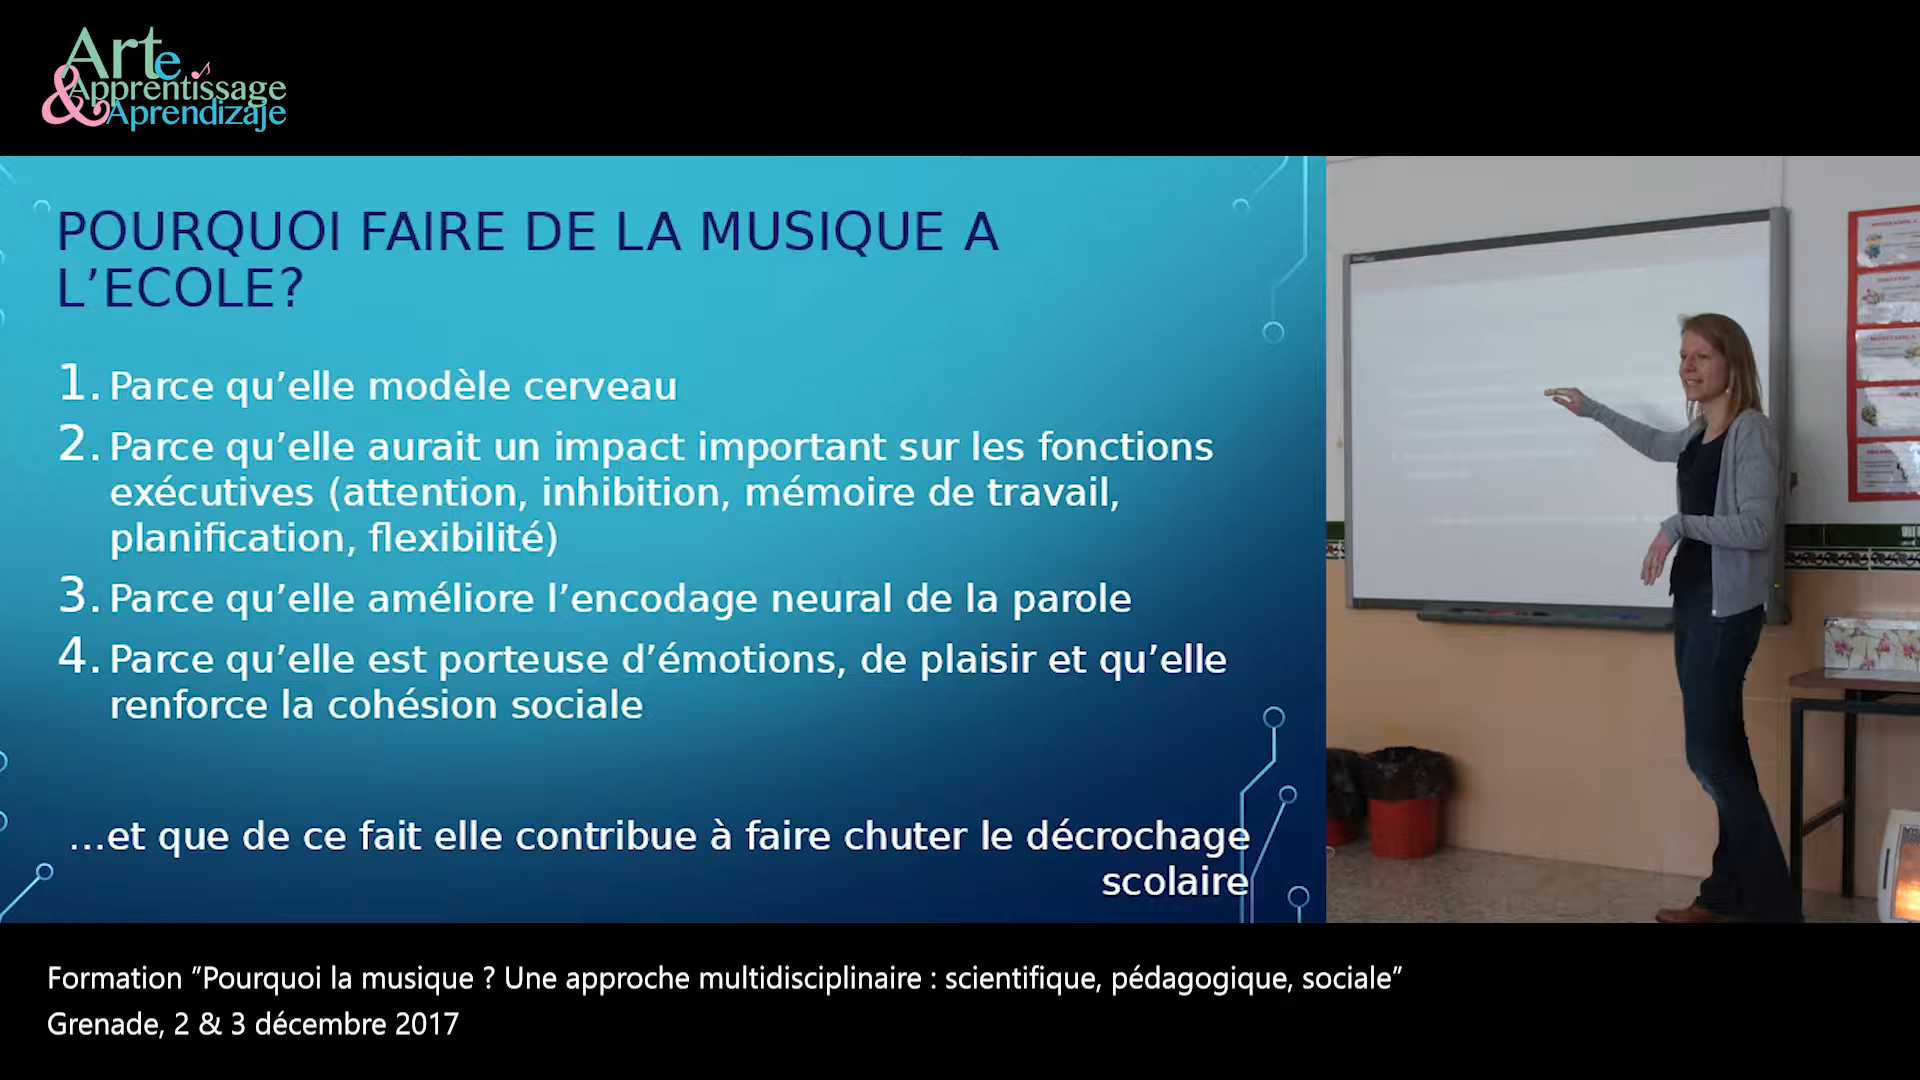 Arte
& Apprentissage
Aprendizaje
POURQUOI FAIRE DE LA MUSIQUE A
L’ECOLE?
1. Parce qu’elle modèle cerveau
2. Parce qu’elle aurait un impact important sur les fonctions
exécutives (attention, inhibition, mémoire de travail,
planification, flexibilité)
3. Parce qu’elle améliore l’encodage neural de la parole
4. Parce qu’elle est porteuse d’émotions, de plaisir et qu’elle
renforce la cohésion sociale
...et que de ce fait elle contribue à faire chuter le décrochage
scolaire
Formation ”Pourquoi la musique ? Une approche multidisciplinaire : scientifique, pédagogique, sociale”
Grenade, 2 & 3 décembre 2017